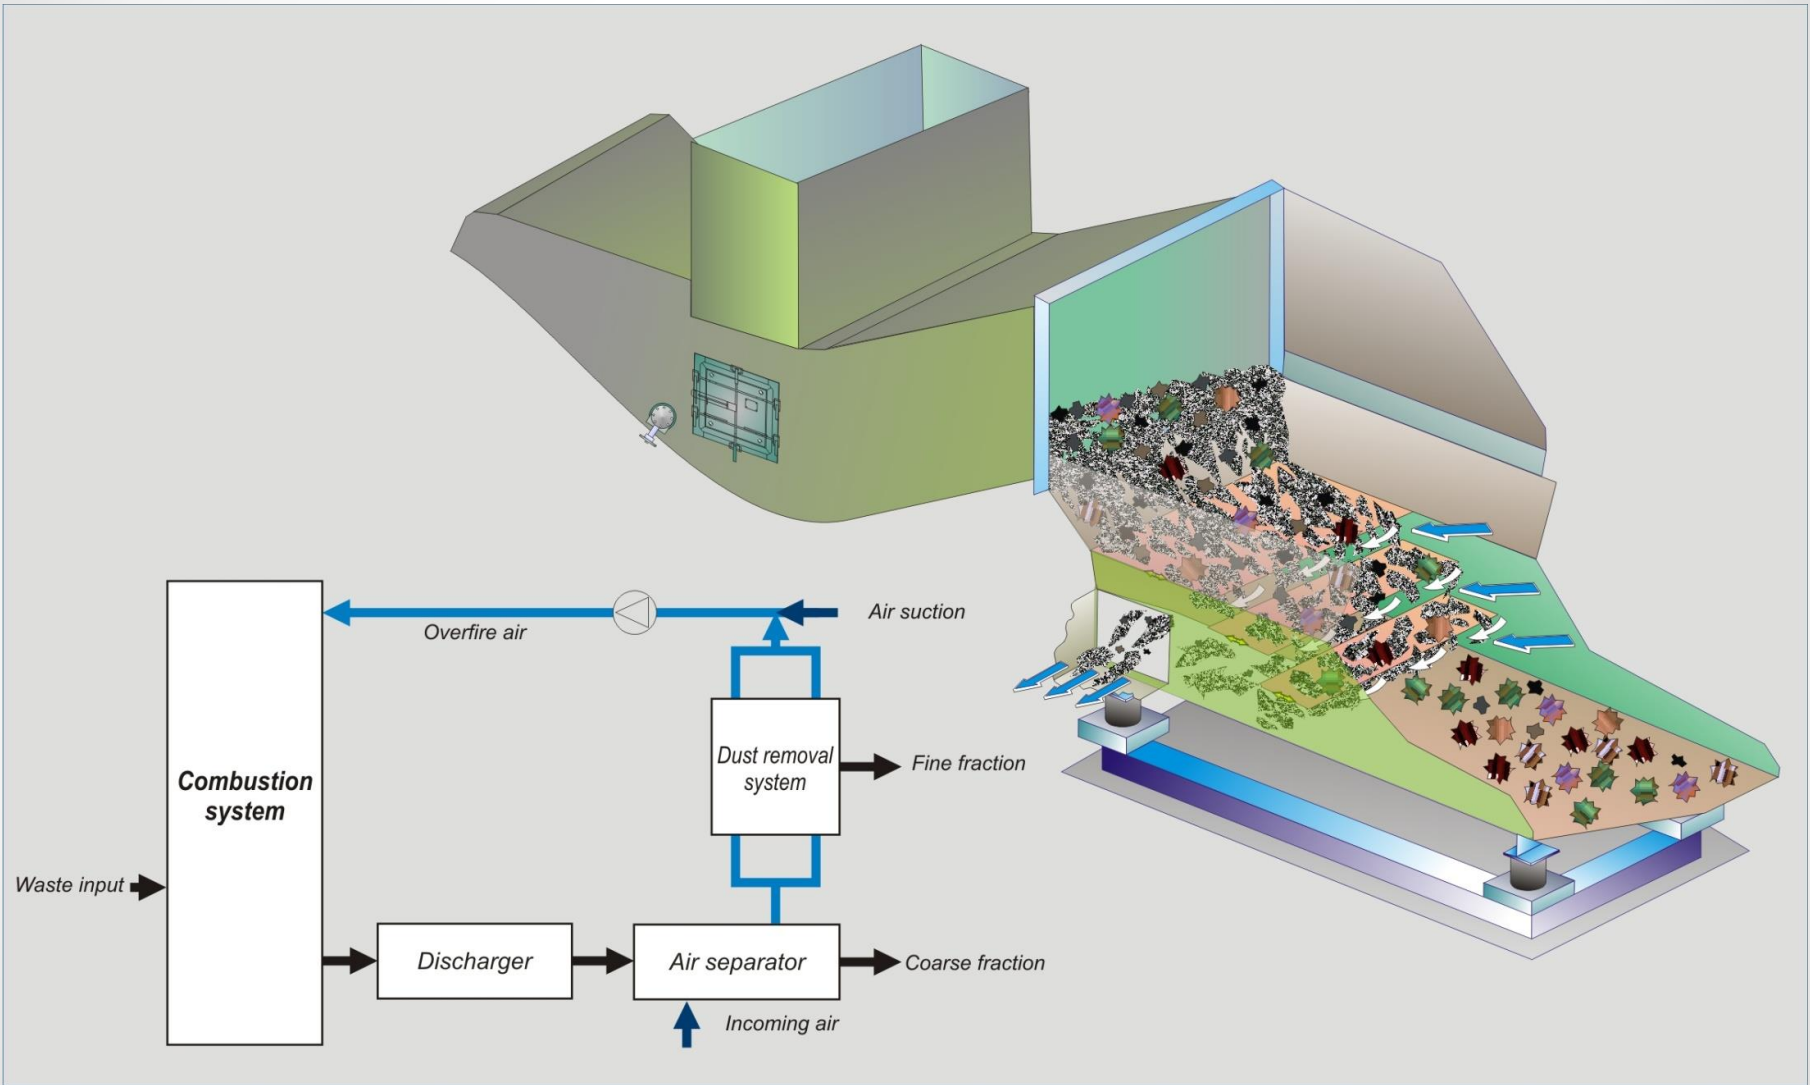 Air suction
Overfire air
Dust removal
system
Fine fraction
Combustion
system
Waste input
Discharger
Air separator
Coarse fraction
Incoming air